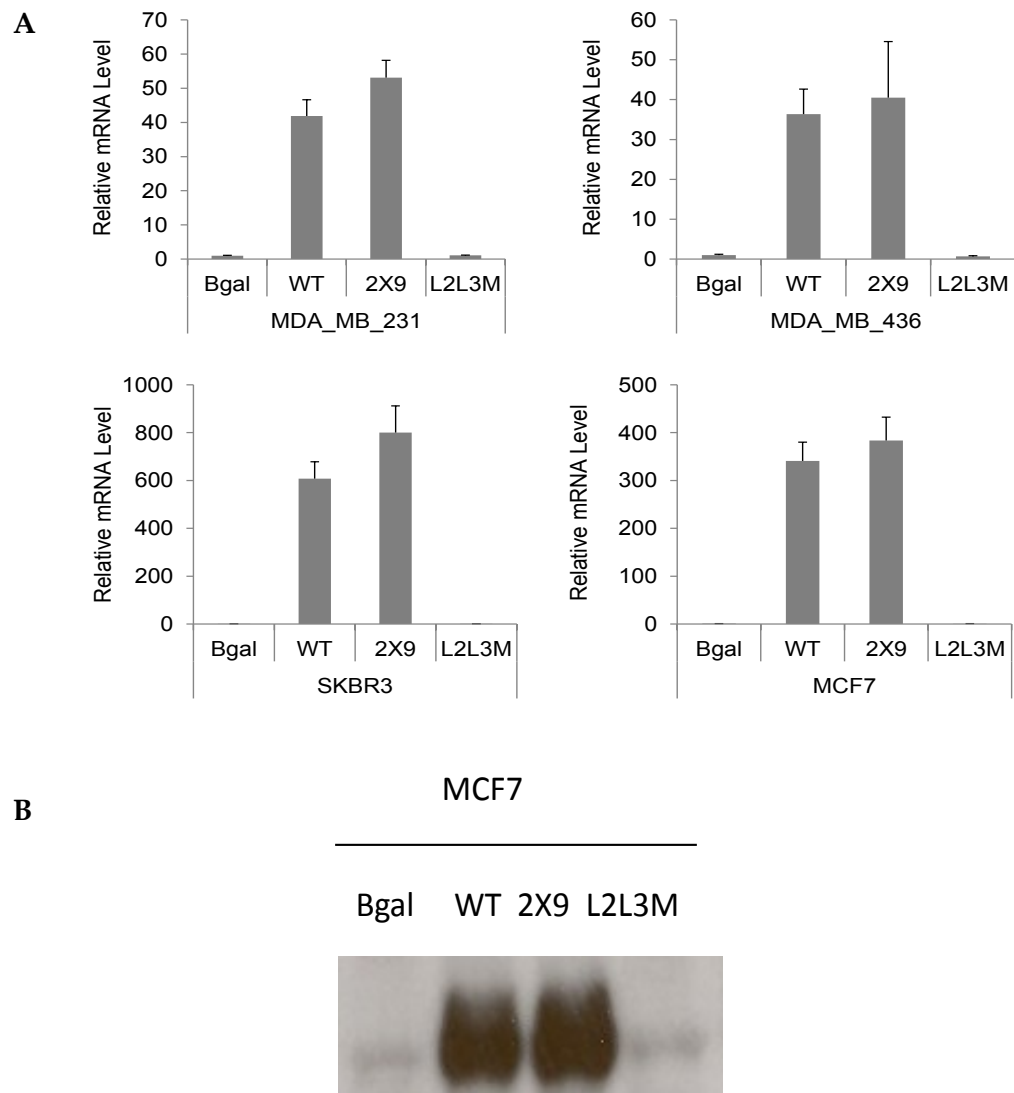 A
Relative mRNA Level
70
60
50
40
30
20
10
0
Bgal WT 2X9 L2L3M
MDA_MB_231
Relative mRNA Level
60
50
40
30
20
10
0
Bgal WT 2X9 L2L3M
MDA_MB_436
Relative mRNA Level
1000
800
600
400
200
0
Bgal WT 2X9 L2L3M
SKBR3
Relative mRNA Level
500
400
300
200
100
0
Bgal WT 2X9 L2L3M
MCF7
B
MCF7
Bgal WT 2X9 L2L3M